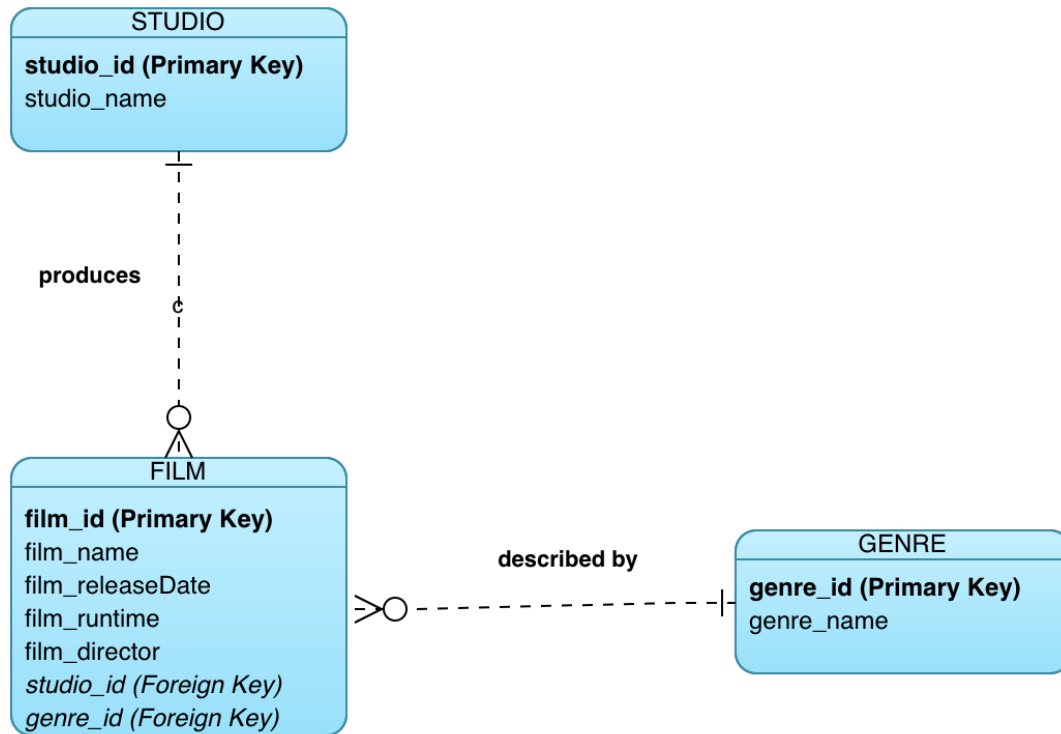 STUDIO
studio_id (Primary Key)
studio_name
produces
c
FILM
film_id (Primary Key)
film_name
film_releaseDate
film_runtime
film_director
studio_id (Foreign Key)
genre_id (Foreign Key)
described by
GENRE
genre_id (Primary Key)
genre_name